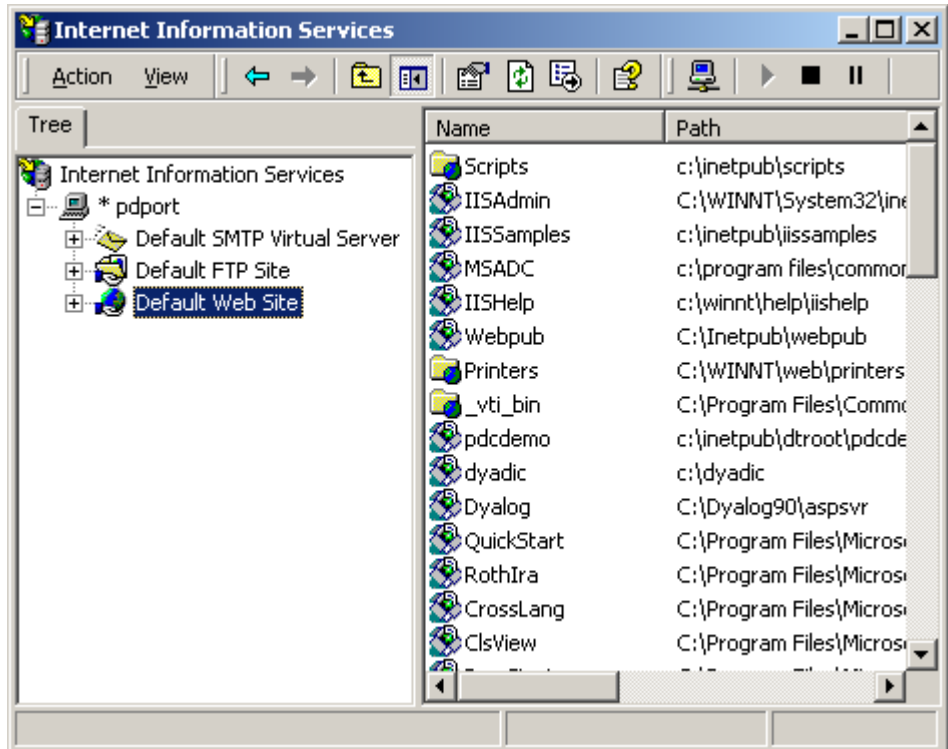 Internet Information Services
Action View
Tree
Name Path
Internet Information Services
* pdport
Default SMTP Virtual Server
Default FTP Site
Default Web Site
Scripts c:\inetpub\scripts
IISAdmin C:\WINNT\System32\ine
IISSamples c:\inetpub\iissamples
MSADC c:\program files\common
IISHelp c:\winnt\help\iishelp
Webpub C:\Inetpub\webpub
Printers C:\WINNT\web\printers
_vti_bin C:\Program Files\Commo
pdcdemo c:\inetpub\dtroot\pdcde
dyadic c:\dyadic
Dyalog C:\Dyalog90\aspsvr
QuickStart C:\Program Files\Micros
RothIra C:\Program Files\Micros
CrossLang C:\Program Files\Micros
ClsView C:\Program Files\Micros